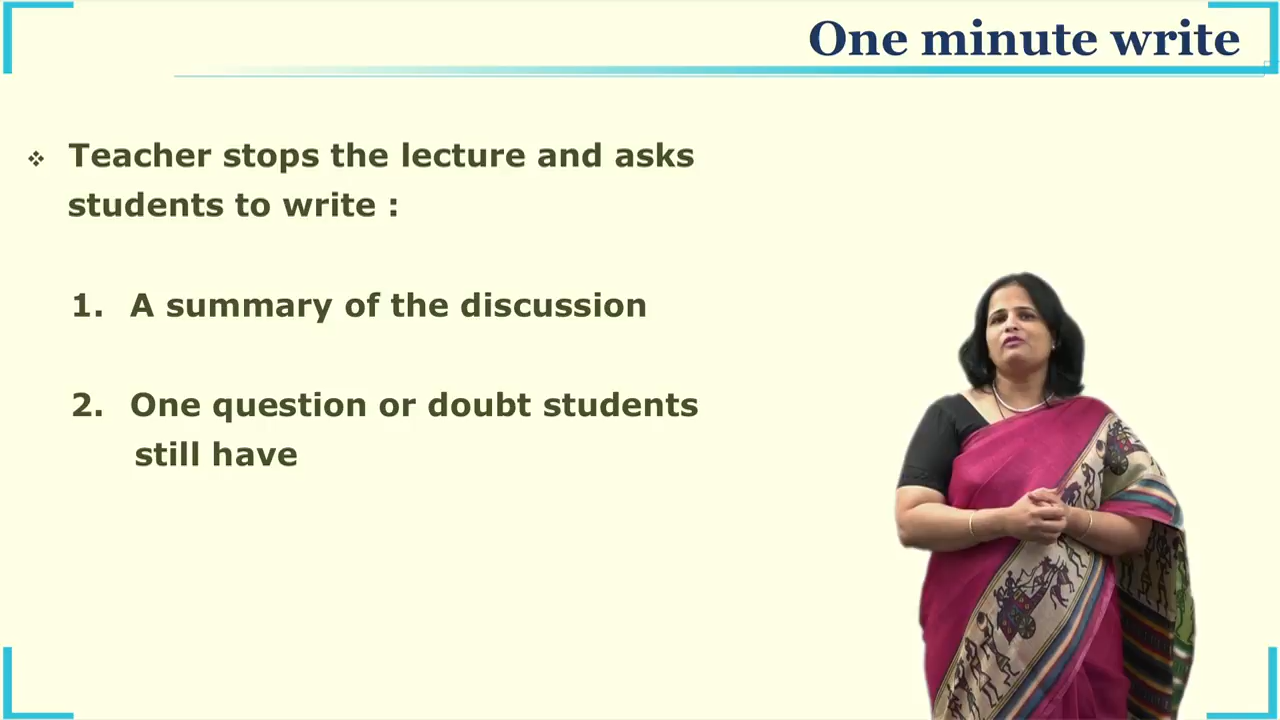 One minute write
❖ Teacher stops the lecture and asks
students to write :
1. A summary of the discussion
2. One question or doubt students
still have